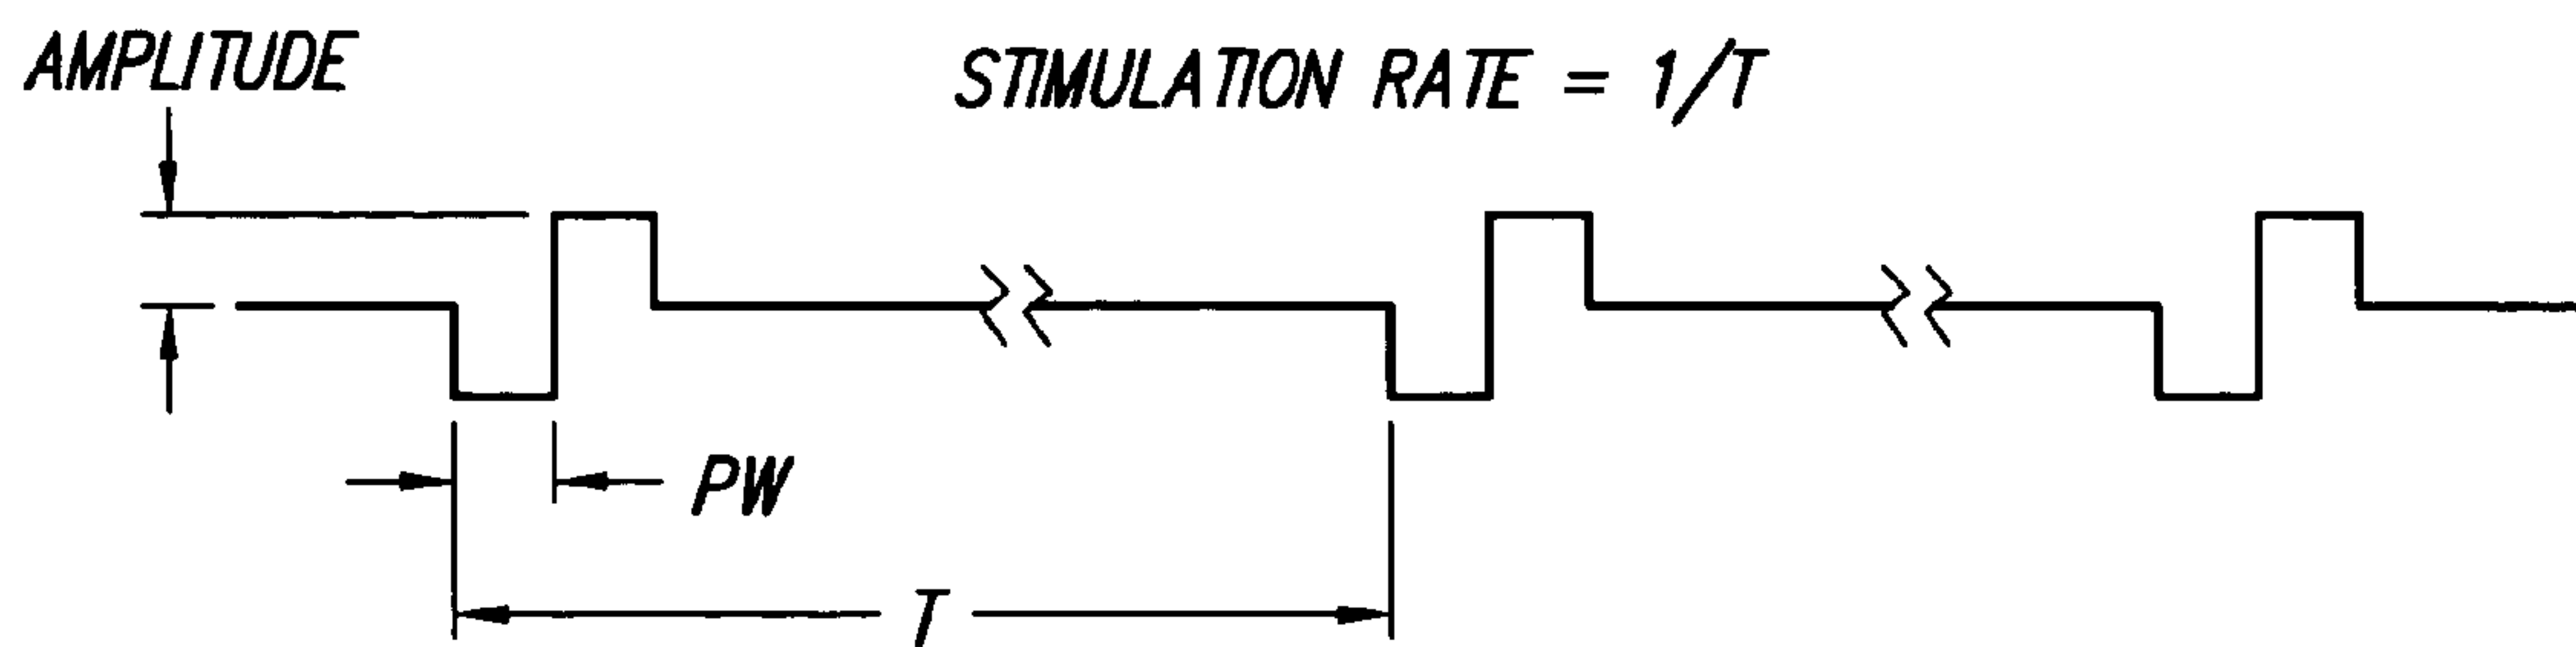 AMPLITUDE
STIMULATION RATE = 1/T
PW
T